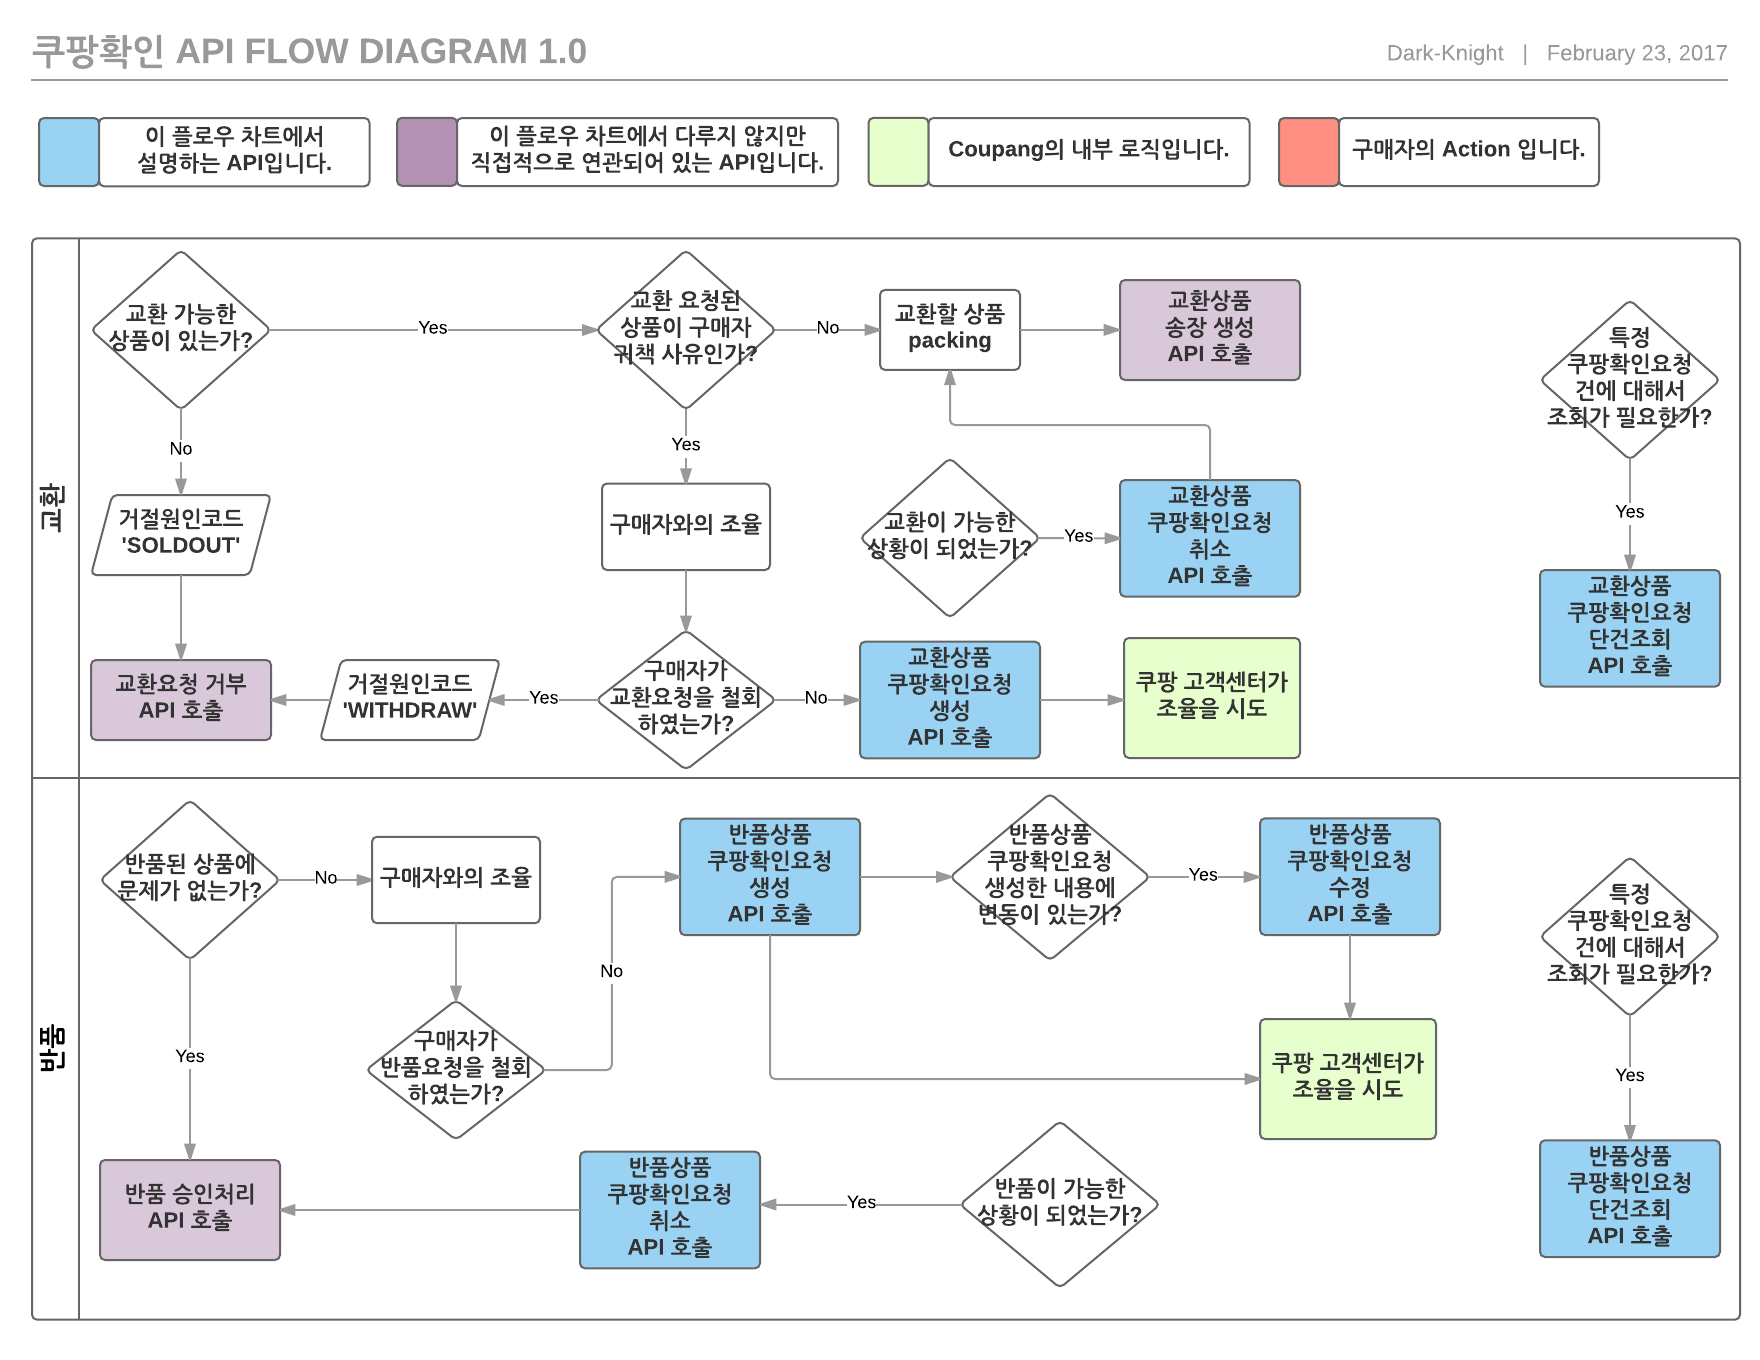 쿠팡확인 API FLOW DIAGRAM 1.0
Dark-Knight | February 23, 2017
이 플로우 차트에서
설명하는 API입니다.
이 플로우 차트에서 다루지 않지만
직접적으로 연관되어 있는 API입니다.
Coupang의 내부 로직입니다.
구매자의 Action 입니다.
교환
교환 가능한
상품이 있는가?
Yes
교환 요청된
상품이 구매자
귀책 사유인가?
No
교환할 상품
packing
교환상품
송장 생성
API 호출
특정
쿠팡확인요청
건에 대해서
조회가 필요한가?
No
Yes
거절원인코드
'SOLDOUT'
구매자와의 조율
교환이 가능한
상황이 되었는가?
Yes
교환상품
쿠팡확인요청
취소
API 호출
Yes
교환상품
쿠팡확인요청
단건조회
API 호출
교환요청 거부
API 호출
거절원인코드
'WITHDRAW'
Yes
구매자가
교환요청을 철회
하였는가?
No
교환상품
쿠팡확인요청
생성
API 호출
쿠팡 고객센터가
조율을 시도
반품
반품된 상품에
문제가 없는가?
No
구매자와의 조율
반품상품
쿠팡확인요청
생성
API 호출
반품상품
쿠팡확인요청
생성한 내용에
변동이 있는가?
Yes
반품상품
쿠팡확인요청
수정
API 호출
특정
쿠팡확인요청
건에 대해서
조회가 필요한가?
No
Yes
구매자가
반품요청을 철회
하였는가?
쿠팡 고객센터가
조율을 시도
Yes
반품 승인처리
API 호출
반품상품
쿠팡확인요청
취소
API 호출
Yes
반품이 가능한
상황이 되었는가?
반품상품
쿠팡확인요청
단건조회
API 호출